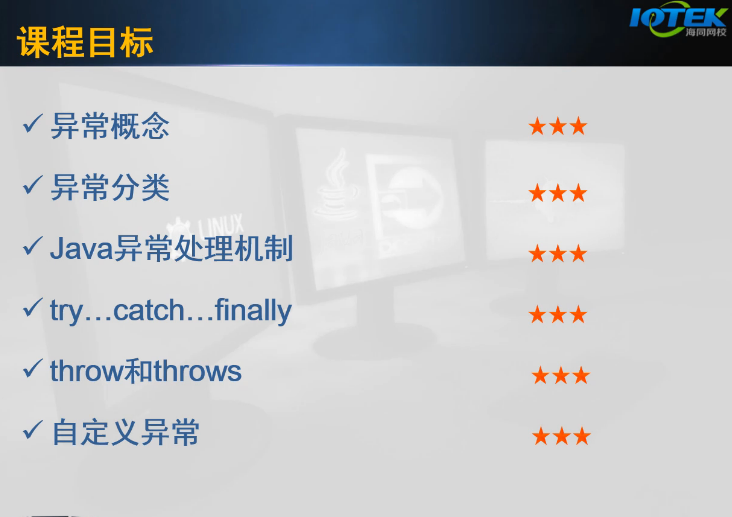 IOTEK
海同网校
课程目标
异常概念 ★★★
异常分类 ★★★
Java异常处理机制 ★★★
try…catch…finally ★★★
throw和throws ★★★
自定义异常 ★★★
LINUX